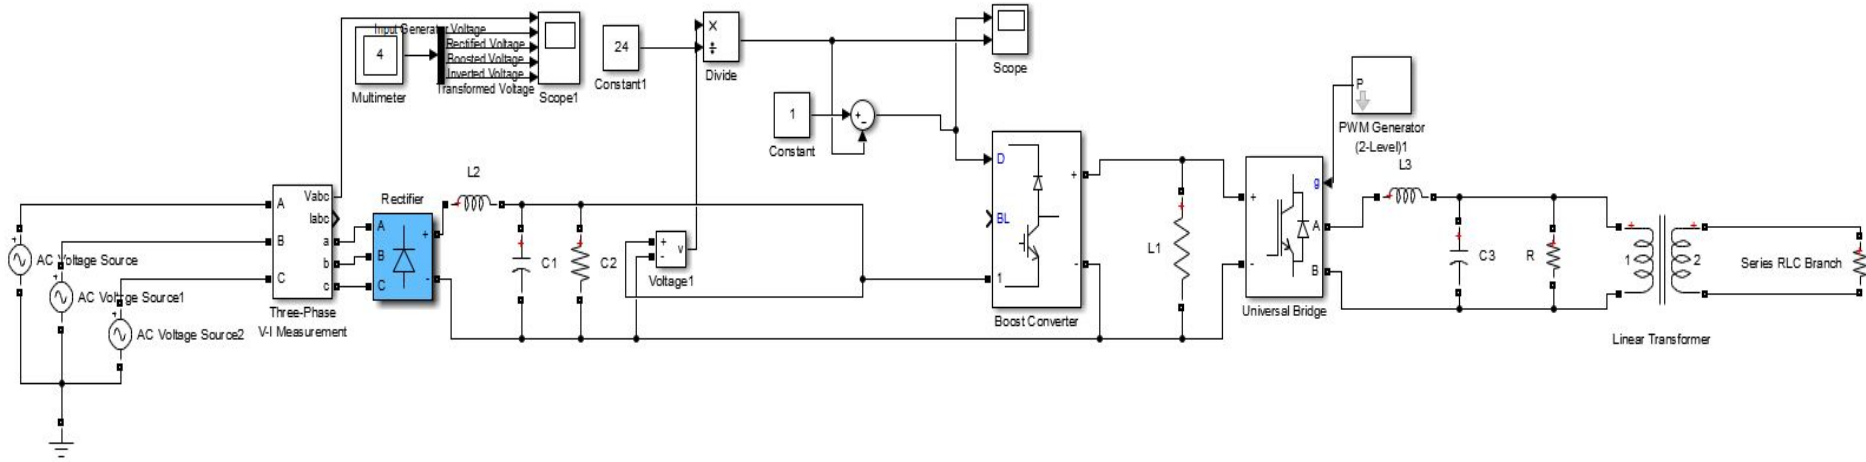 Input Generator Voltage
Rectified Voltage
Boosted Voltage
Inverted Voltage
Transformed Voltage
4
Multimeter
Scope1
24
Constant1
×
÷
Divide
Scope
1
Constant
+
-
P
PWM Generator
(2-Level)1
AC Voltage Source
AC Voltage Source1
AC Voltage Source2
A
B
C
Vabc
Iabc
a
b
c
Three-Phase
V-I Measurement
Rectifier
A
B
C
+
-
L2
C1
C2
+
-
v
Voltage1
D
BL
1
+
-
Boost Converter
L1
+
-
g
A
B
Universal Bridge
L3
C3
R
1
2
Linear Transformer
Series RLC Branch